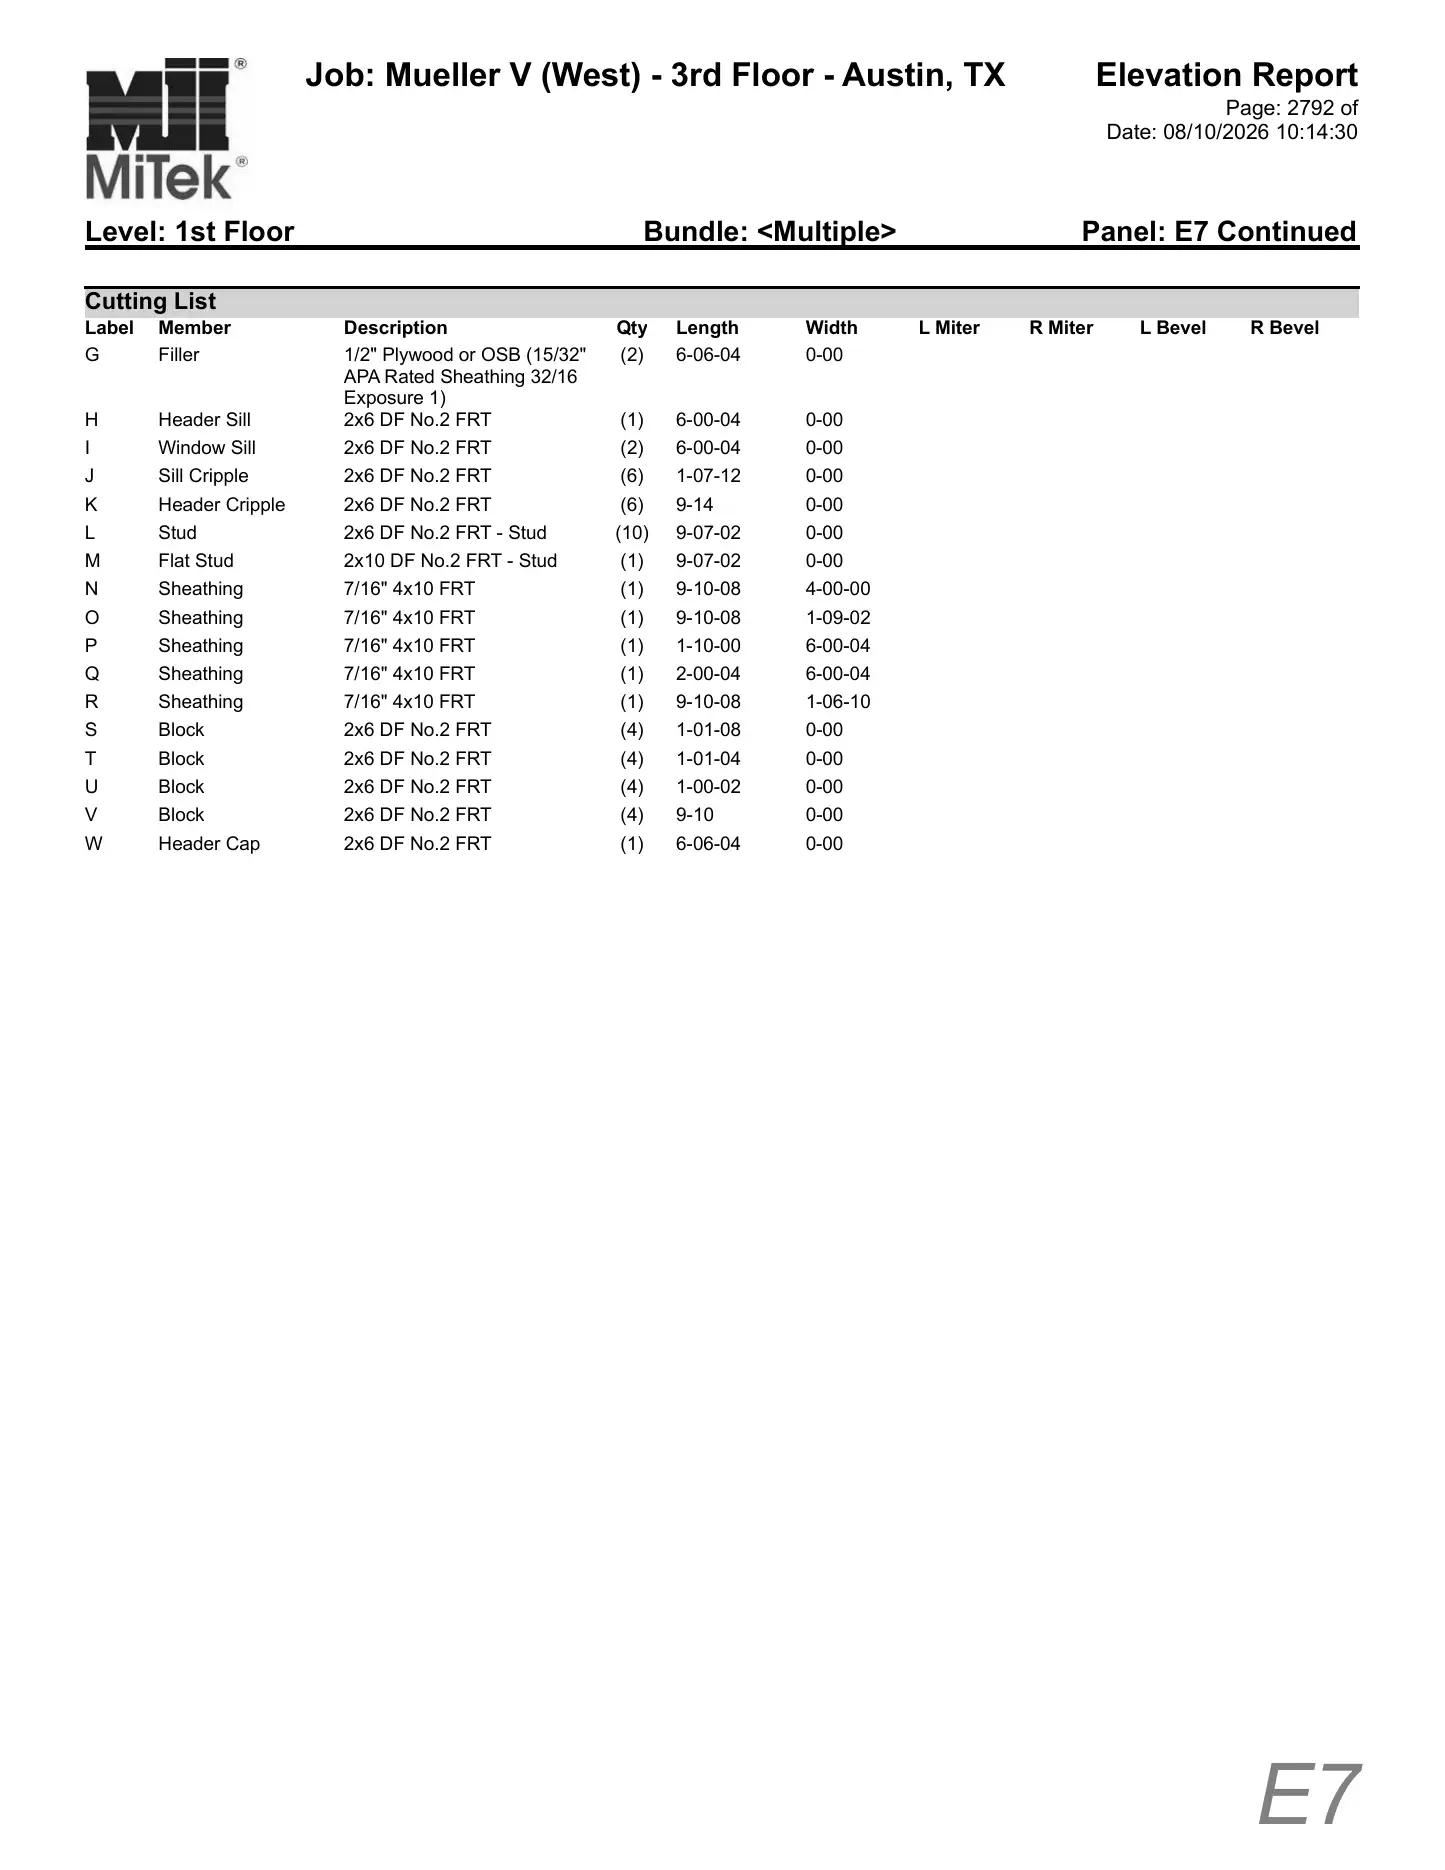 Job: Mueller V (West) - 3rd Floor - Austin, TX
Elevation Report
Page: 2792 of
Date: 08/10/2026 10:14:30
®
MiTek®
Level: 1st Floor Bundle: <Multiple> Panel: E7 Continued
Cutting List
Label Member Description Qty Length Width L Miter R Miter L Bevel R Bevel
G Filler 1/2" Plywood or OSB (15/32" (2) 6-06-04 0-00
APA Rated Sheathing 32/16
Exposure 1)
H Header Sill 2x6 DF No.2 FRT (1) 6-00-04 0-00
I Window Sill 2x6 DF No.2 FRT (2) 6-00-04 0-00
J Sill Cripple 2x6 DF No.2 FRT (6) 1-07-12 0-00
K Header Cripple 2x6 DF No.2 FRT (6) 9-14 0-00
L Stud 2x6 DF No.2 FRT - Stud (10) 9-07-02 0-00
M Flat Stud 2x10 DF No.2 FRT - Stud (1) 9-07-02 0-00
N Sheathing 7/16" 4x10 FRT (1) 9-10-08 4-00-00
O Sheathing 7/16" 4x10 FRT (1) 9-10-08 1-09-02
P Sheathing 7/16" 4x10 FRT (1) 1-10-00 6-00-04
Q Sheathing 7/16" 4x10 FRT (1) 2-00-04 6-00-04
R Sheathing 7/16" 4x10 FRT (1) 9-10-08 1-06-10
S Block 2x6 DF No.2 FRT (4) 1-01-08 0-00
T Block 2x6 DF No.2 FRT (4) 1-01-04 0-00
U Block 2x6 DF No.2 FRT (4) 1-00-02 0-00
V Block 2x6 DF No.2 FRT (4) 9-10 0-00
W Header Cap 2x6 DF No.2 FRT (1) 6-06-04 0-00
E7